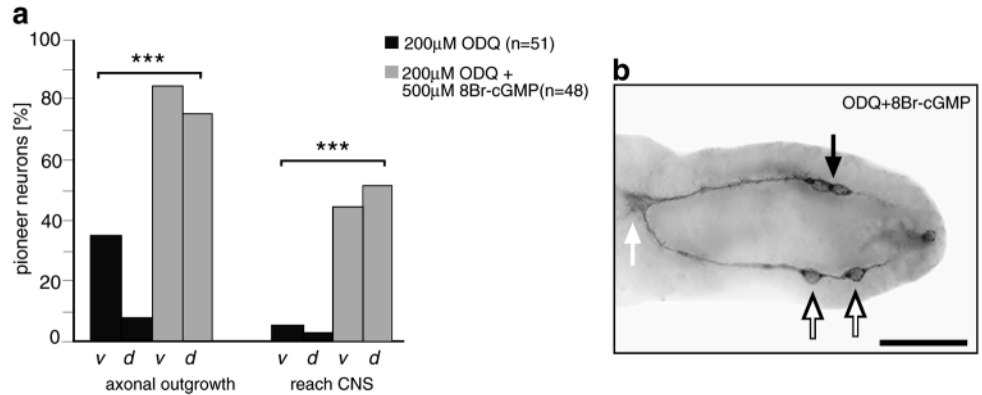 a
100
80
60
40
20
0
pioneer neurons [%]
***
***
200µM ODQ (n=51)
200µM ODQ +
500µM 8Br-cGMP(n=48)
v d v d
v d v d
axonal outgrowth
reach CNS
b
ODQ+8Br-cGMP